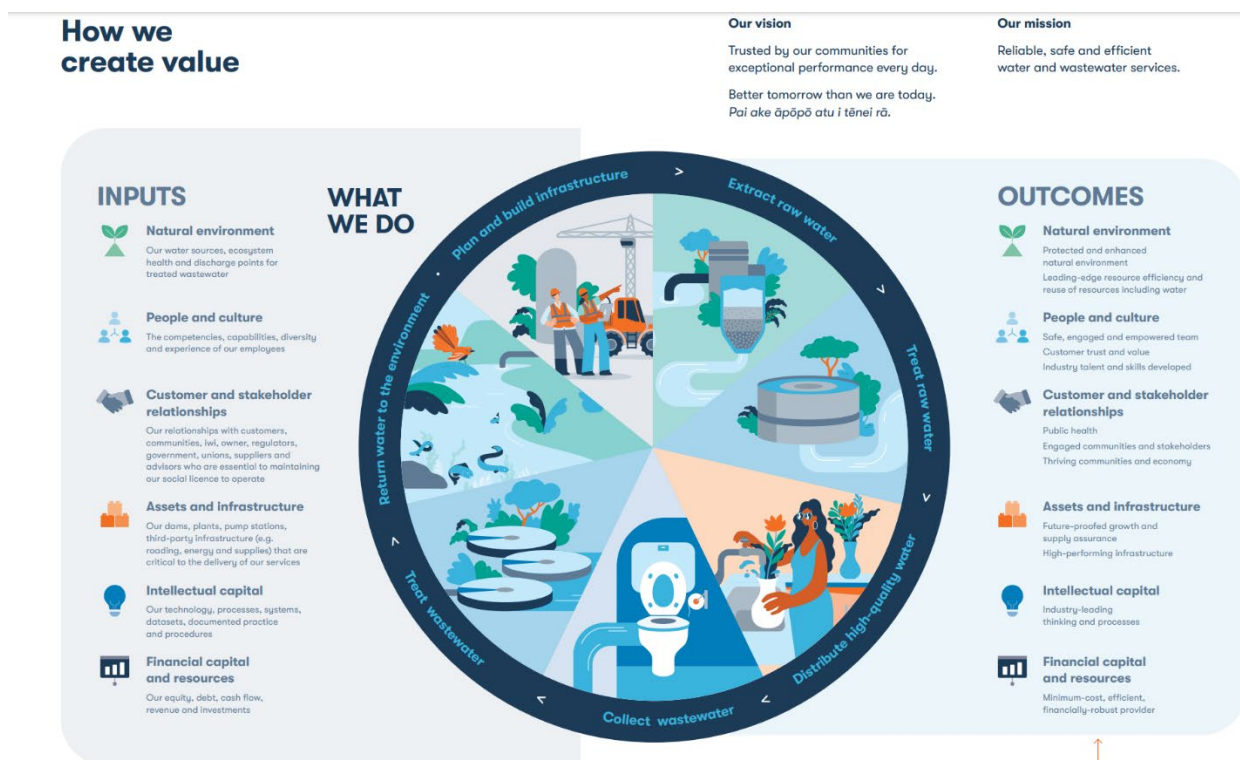 How we
create value
Our vision
Trusted by our communities for
exceptional performance every day.
Better tomorrow than we are today.
Pai ake āpōpō atu i tēnei rā.
Our mission
Reliable, safe and efficient
water and wastewater services.
INPUTS
Natural environment
Our water sources, ecosystem
health and discharge points for
treated wastewater
People and culture
The competencies, capabilities, diversity
and experience of our employees
Customer and stakeholder
relationships
Our relationships with customers,
communities, iwi, owner, regulators,
government, unions, suppliers and
advisors who are essential to maintaining
our social licence to operate
Assets and infrastructure
Our dams, plants, pump stations,
third-party infrastructure (e.g.
roading, energy and supplies) that are
critical to the delivery of our services
Intellectual capital
Our technology, processes, systems,
datasets, documented practice
and procedures
Financial capital
and resources
Our equity, debt, cash flow,
revenue and investments
WHAT
WE DO
Plan and build infrastructure
Extract raw water
Treat raw water
Distribute high-quality water
Collect wastewater
Treat wastewater
Return water to the environment
OUTCOMES
Natural environment
Protected and enhanced
natural environment
Leading-edge resource efficiency and
reuse of resources including water
People and culture
Safe, engaged and empowered team
Customer trust and value
Industry talent and skills developed
Customer and stakeholder
relationships
Public health
Engaged communities and stakeholders
Thriving communities and economy
Assets and infrastructure
Future-proofed growth and
supply assurance
High-performing infrastructure
Intellectual capital
Industry-leading
thinking and processes
Financial capital
and resources
Minimum-cost, efficient,
financially-robust provider